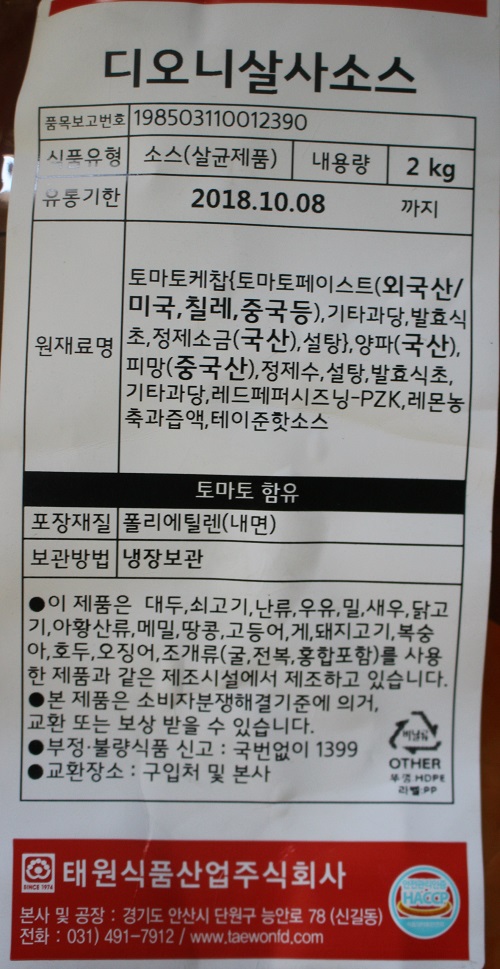 디오니살사소스
품목보고번호 198503110012390
식품유형 소스(살균제품) 내용량 2 kg
유통기한 2018.10.08 까지
원재료명
토마토케찹{토마토페이스트(외국산/
미국,칠레,중국등),기타과당,발효식
초,정제소금(국산),설탕},양파(국산),
피망(중국산),정제수,설탕,발효식초,
기타과당,레드페퍼시즈닝-PZK,레몬농
축과즙액,테이준핫소스
토마토 함유
포장재질 폴리에틸렌(내면)
보관방법 냉장보관
●이 제품은 대두,쇠고기,난류,우유,밀,새우,닭고
기,아황산류,메밀,땅콩,고등어,게,돼지고기,복숭
아,호두,오징어,조개류(굴,전복,홍합포함)를 사용
한 제품과 같은 제조시설에서 제조하고 있습니다.
●본 제품은 소비자분쟁해결기준에 의거,
교환 또는 보상 받을 수 있습니다.
●부정·불량식품 신고 : 국번없이 1399
●교환장소 : 구입처 및 본사
비닐류
OTHER
뚜껑:HDPE
라벨:PP
SINCE 1974
태원식품산업주식회사
본사 및 공장 : 경기도 안산시 단원구 능안로 78 (신길동)
전화 : 031) 491-7912 / www.taewonfd.com
HACCP